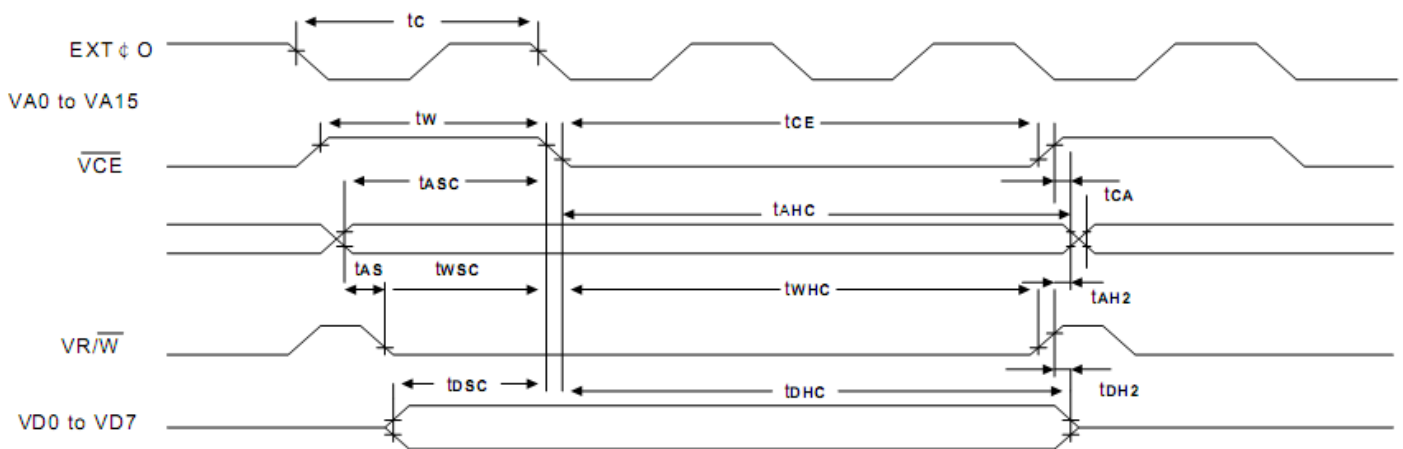 tC
EXT ¢ O
VA0 to VA15
tW
tCE
V̅C̅E̅
tASC
tCA
tAHC
tAS
tWSC
tWHC
tAH2
VR/W̅
tDSC
tDHC
tDH2
VD0 to VD7